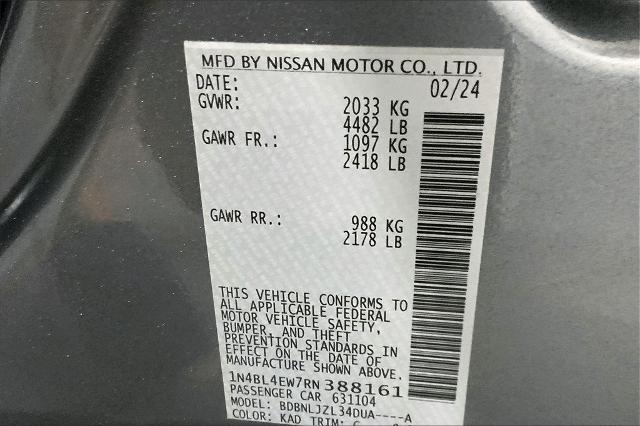 MFD BY NISSAN MOTOR CO., LTD.
DATE: 02/24
GVWR: 2033 KG
4482 LB
GAWR FR.: 1097 KG
2418 LB
GAWR RR.: 988 KG
2178 LB
THIS VEHICLE CONFORMS TO
ALL APPLICABLE FEDERAL
MOTOR VEHICLE SAFETY,
BUMPER, AND THEFT
PREVENTION STANDARDS IN
EFFECT ON THE DATE OF
MANUFACTURE SHOWN ABOVE.
1N4BL4EW7RN388161
PASSENGER CAR 631104
MODEL: BDBNLJZL34DUA----A
COLOR: KAD TRIM: